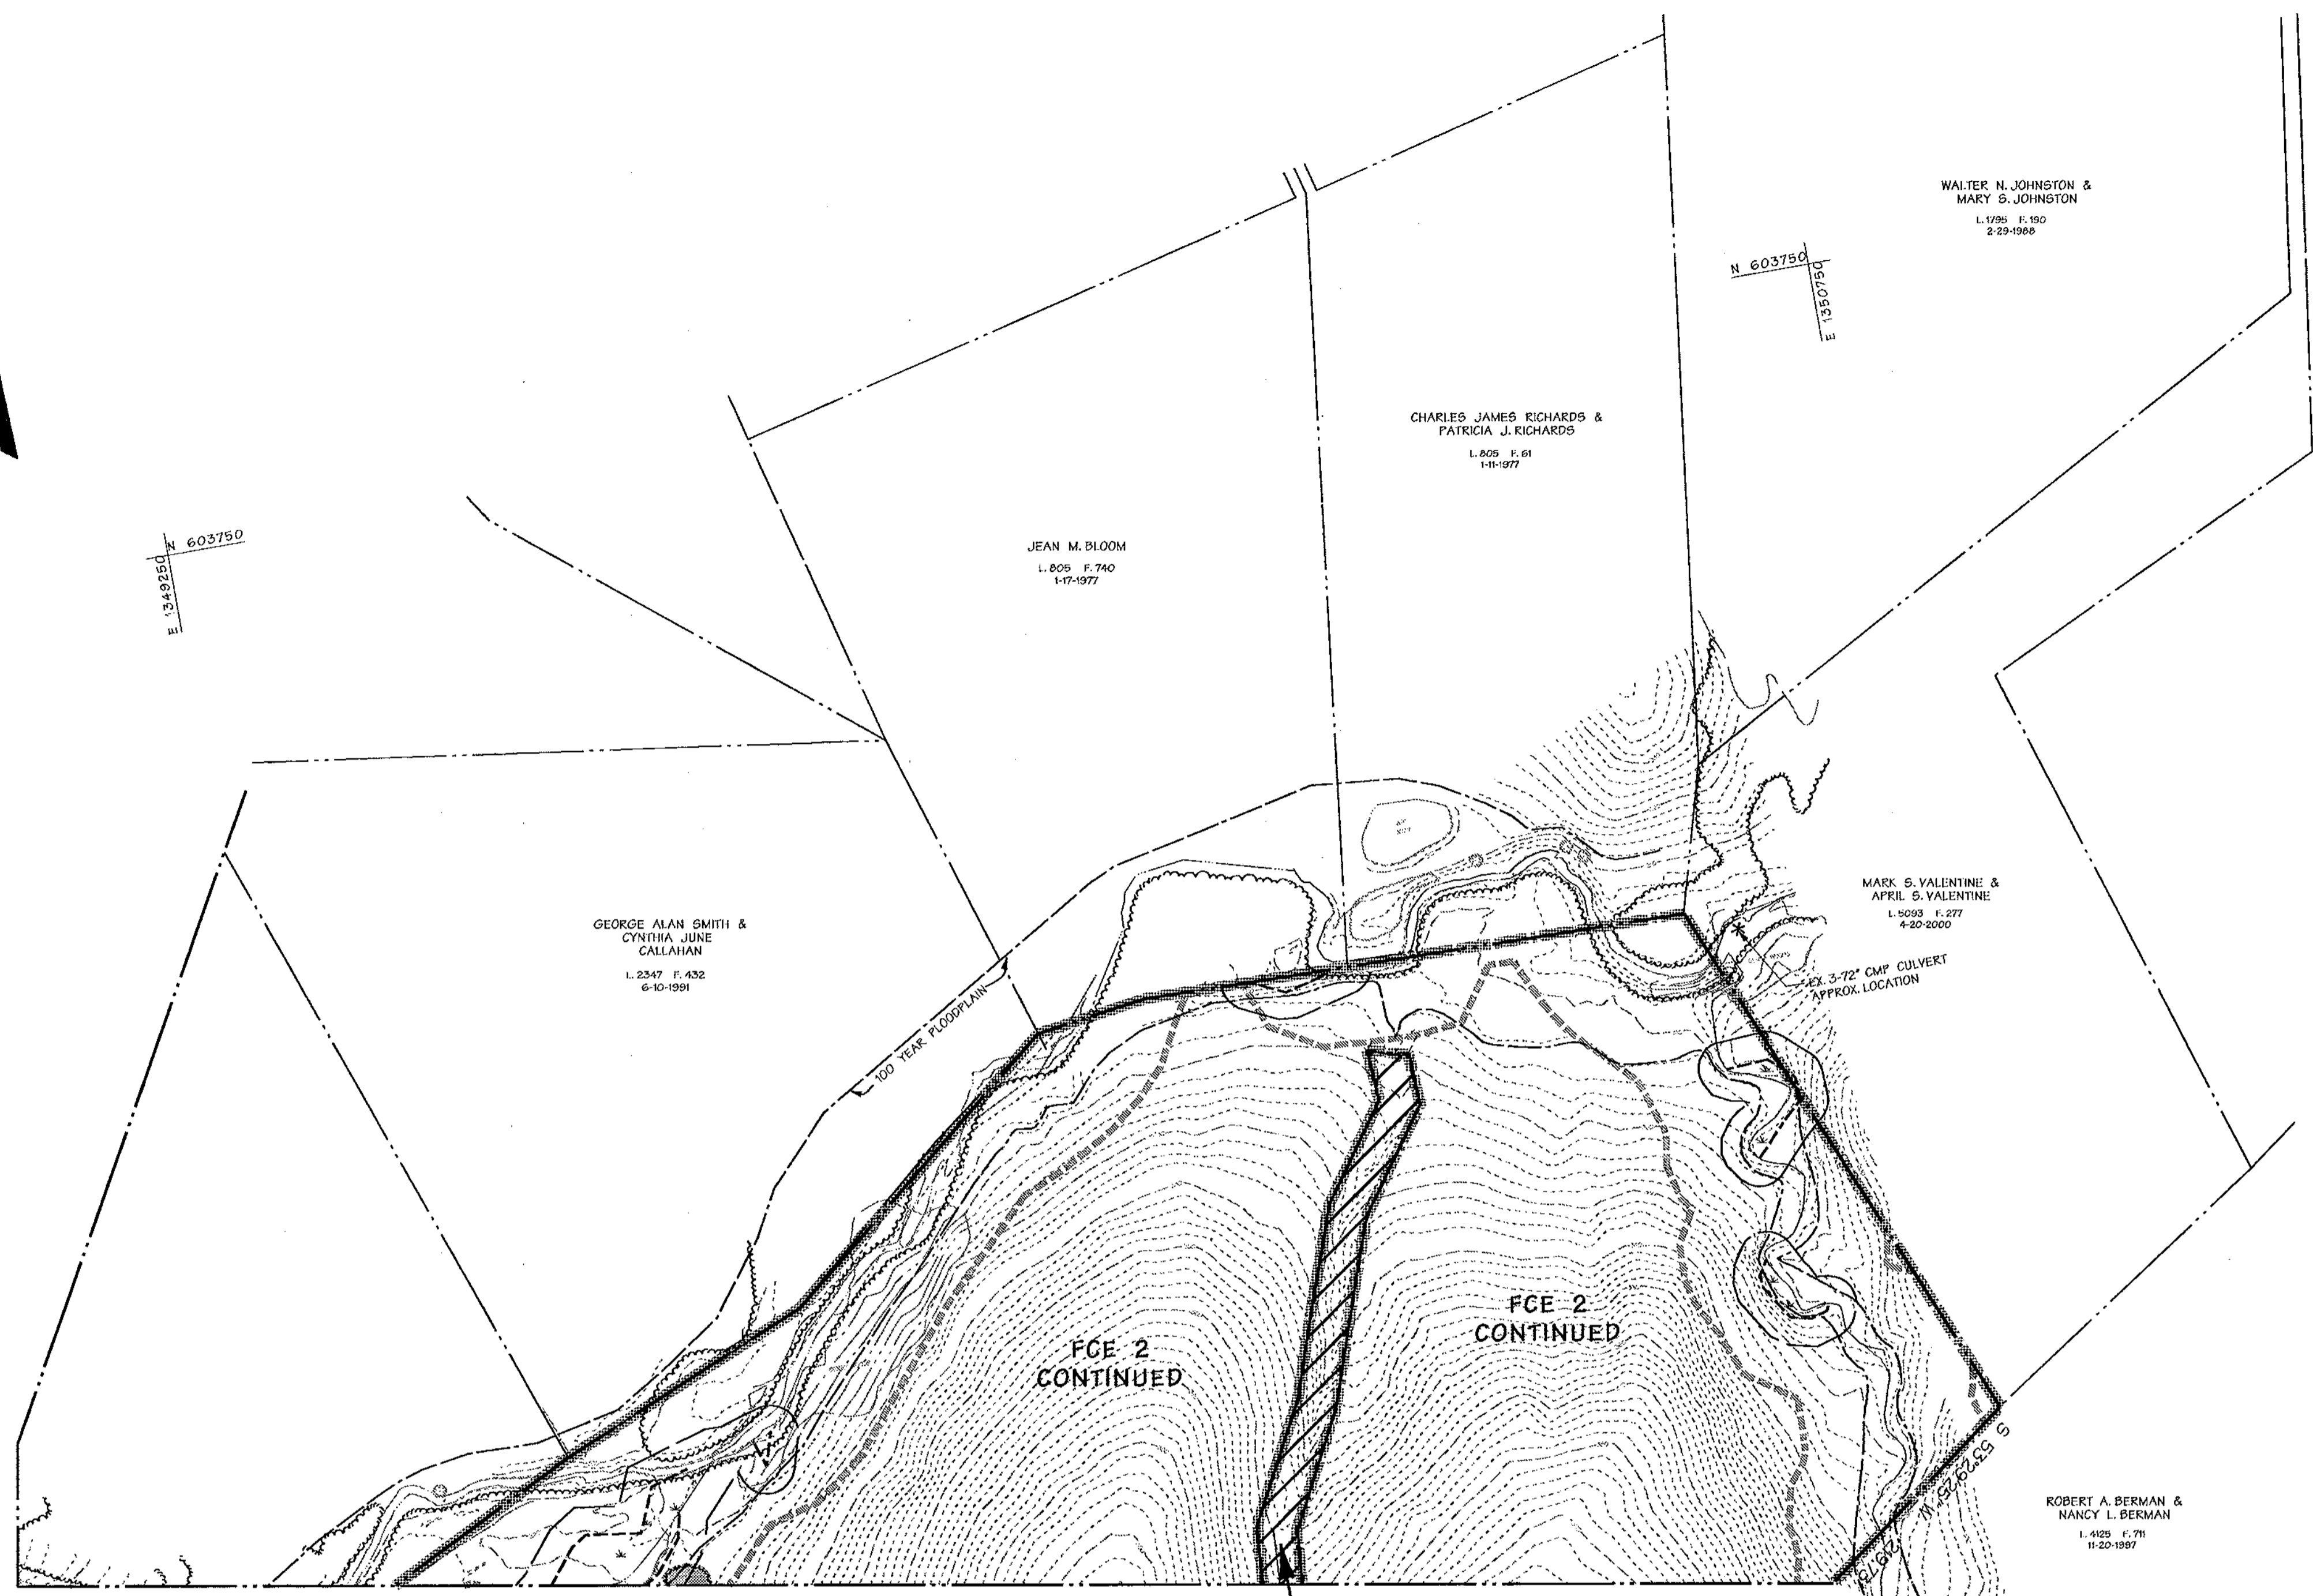 WALTER N. JOHNSTON &
MARY S. JOHNSTON
L. 1795 F. 190
2-29-1988
N 603750
E 1350750
CHARLES JAMES RICHARDS &
PATRICIA J. RICHARDS
L. 805 F. 61
1-11-1977
N 603750
E 1349250
JEAN M. BLOOM
L. 805 F. 740
1-17-1977
MARK S. VALENTINE &
APRIL S. VALENTINE
L. 5093 F. 277
4-20-2000
GEORGE ALAN SMITH &
CYNTHIA JUNE
CALLAHAN
L. 2347 F. 432
6-10-1991
EX. 3-72" CMP CULVERT
APPROX. LOCATION
100 YEAR FLOODPLAIN
FCE 2
CONTINUED
FCE 2
CONTINUED
S 53°29'25" W
ROBERT A. BERMAN &
NANCY L. BERMAN
L. 4125 F. 711
11-20-1997